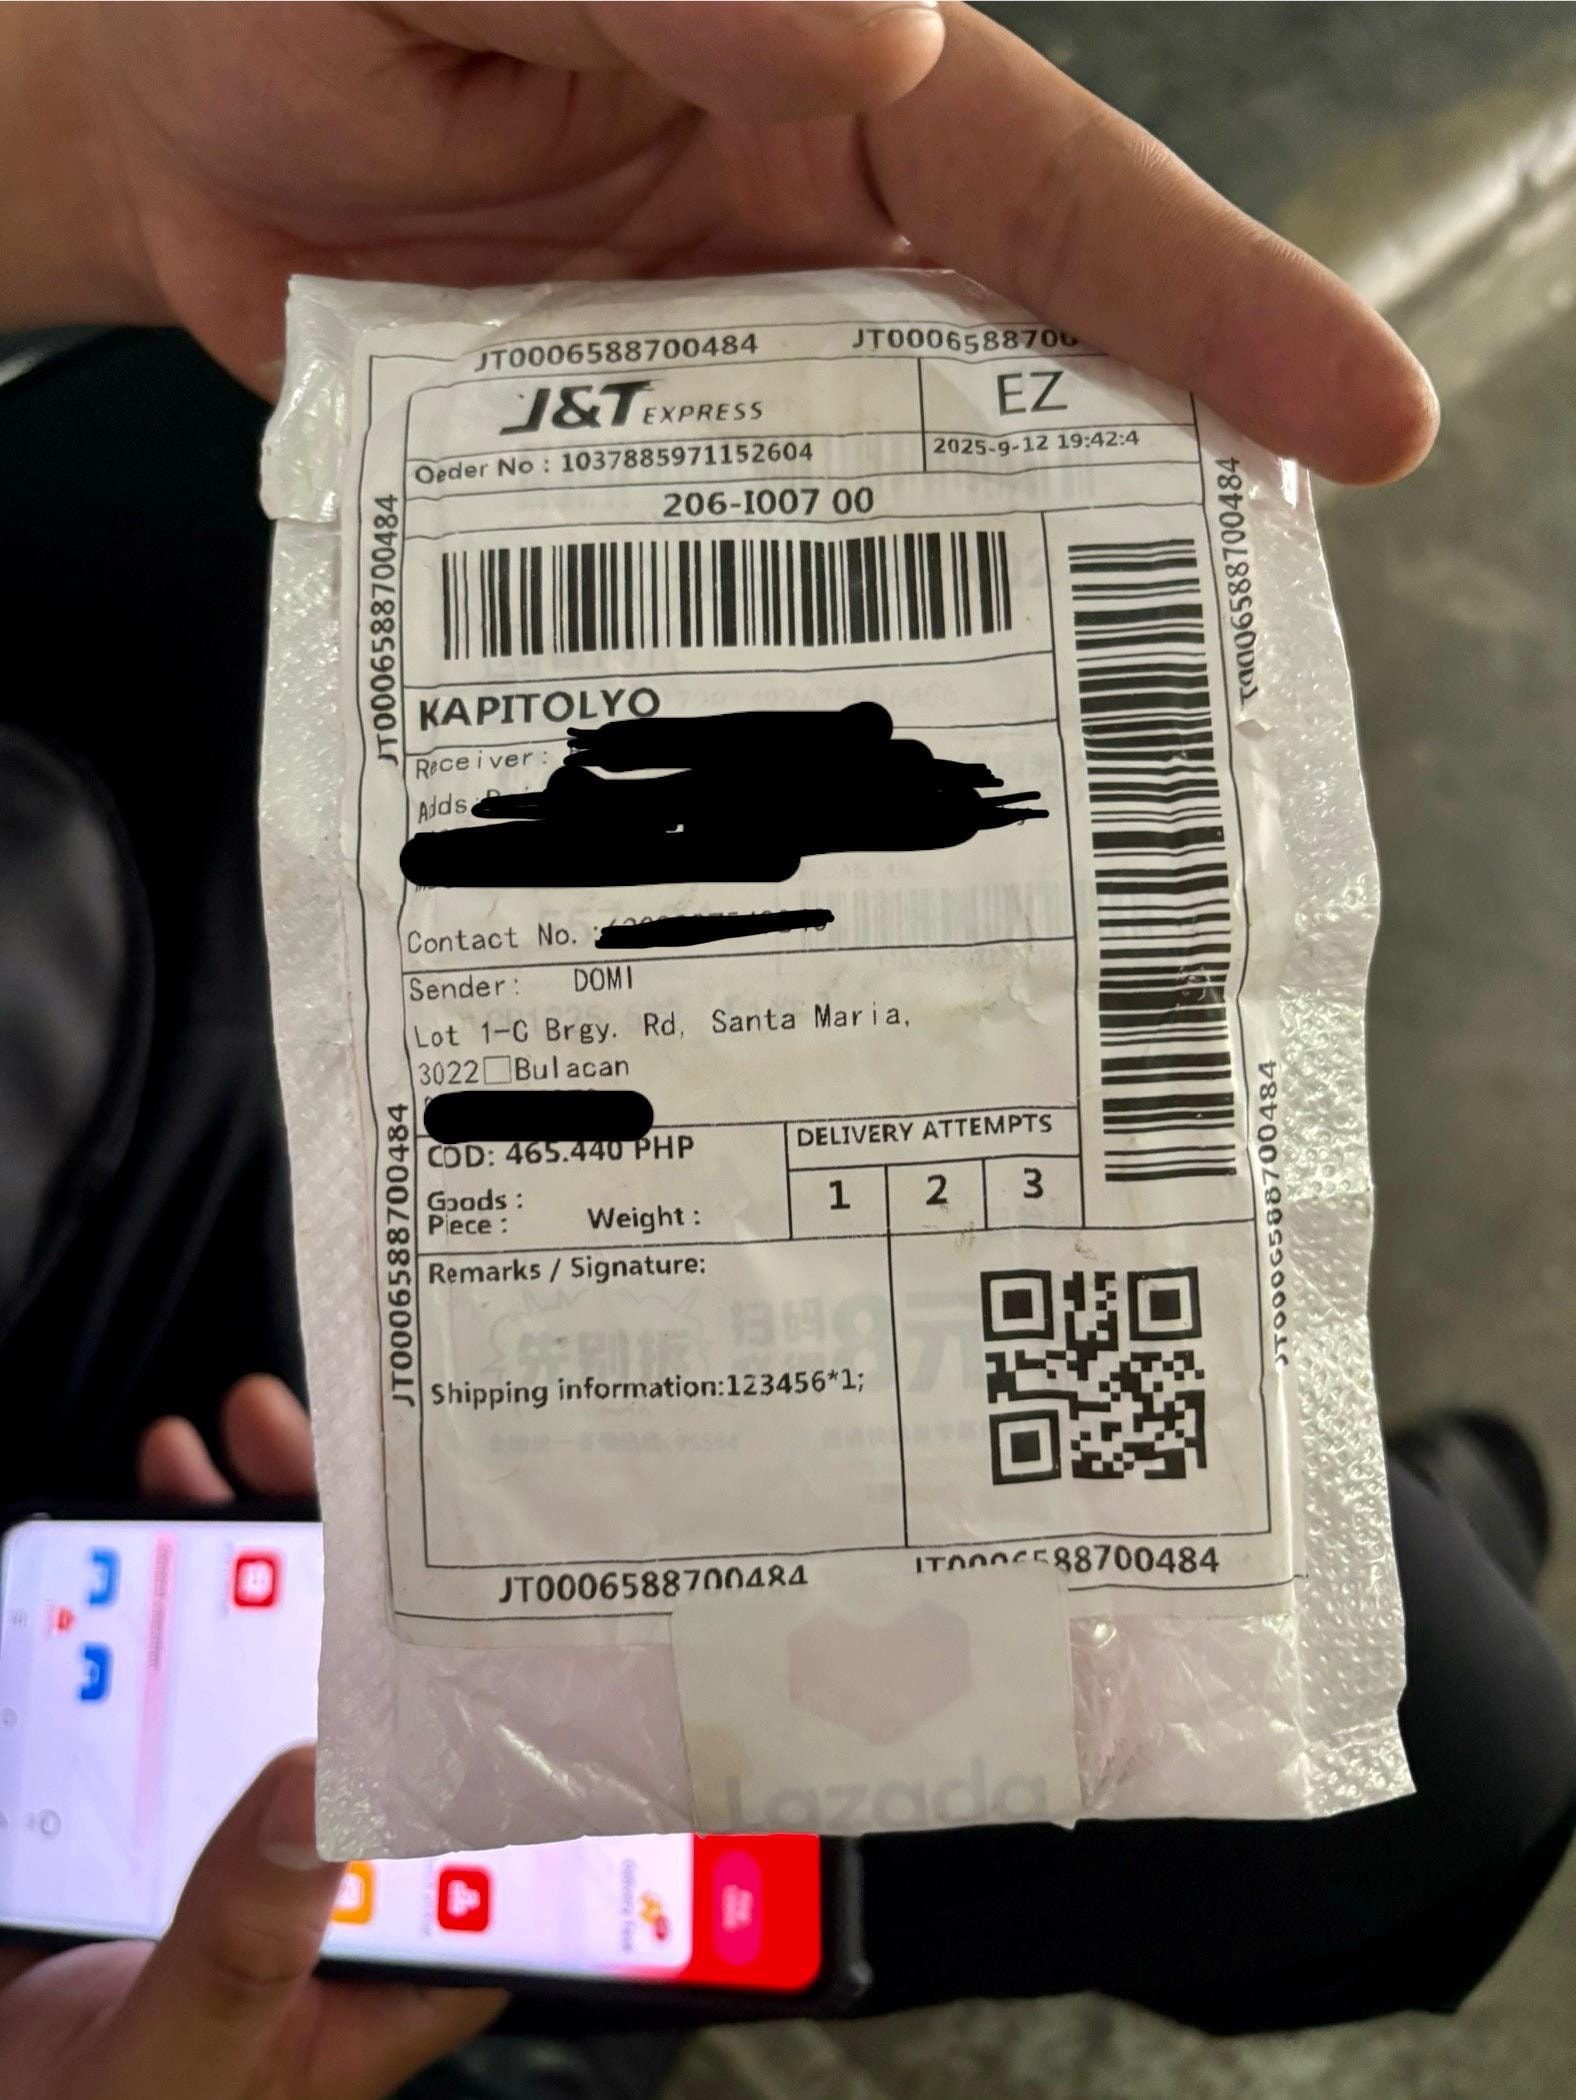 JT0006588700484
J&T EXPRESS
EZ
Oeder No : 1037885971152604
2025-9-12 19:42:4
206-I007 00
KAPITOLYO
Receiver :
Adds
Contact No. :
Sender: DOMI
Lot 1-C Brgy. Rd, Santa Maria,
3022□Bulacan
COD: 465.440 PHP
DELIVERY ATTEMPTS
1 2 3
Goods :
Piece : Weight :
Remarks / Signature:
Shipping information:123456*1;
JT0006588700484
JT0006588700484
JT0006588700484
JT0006588700484
JT0006588700484
Lazada